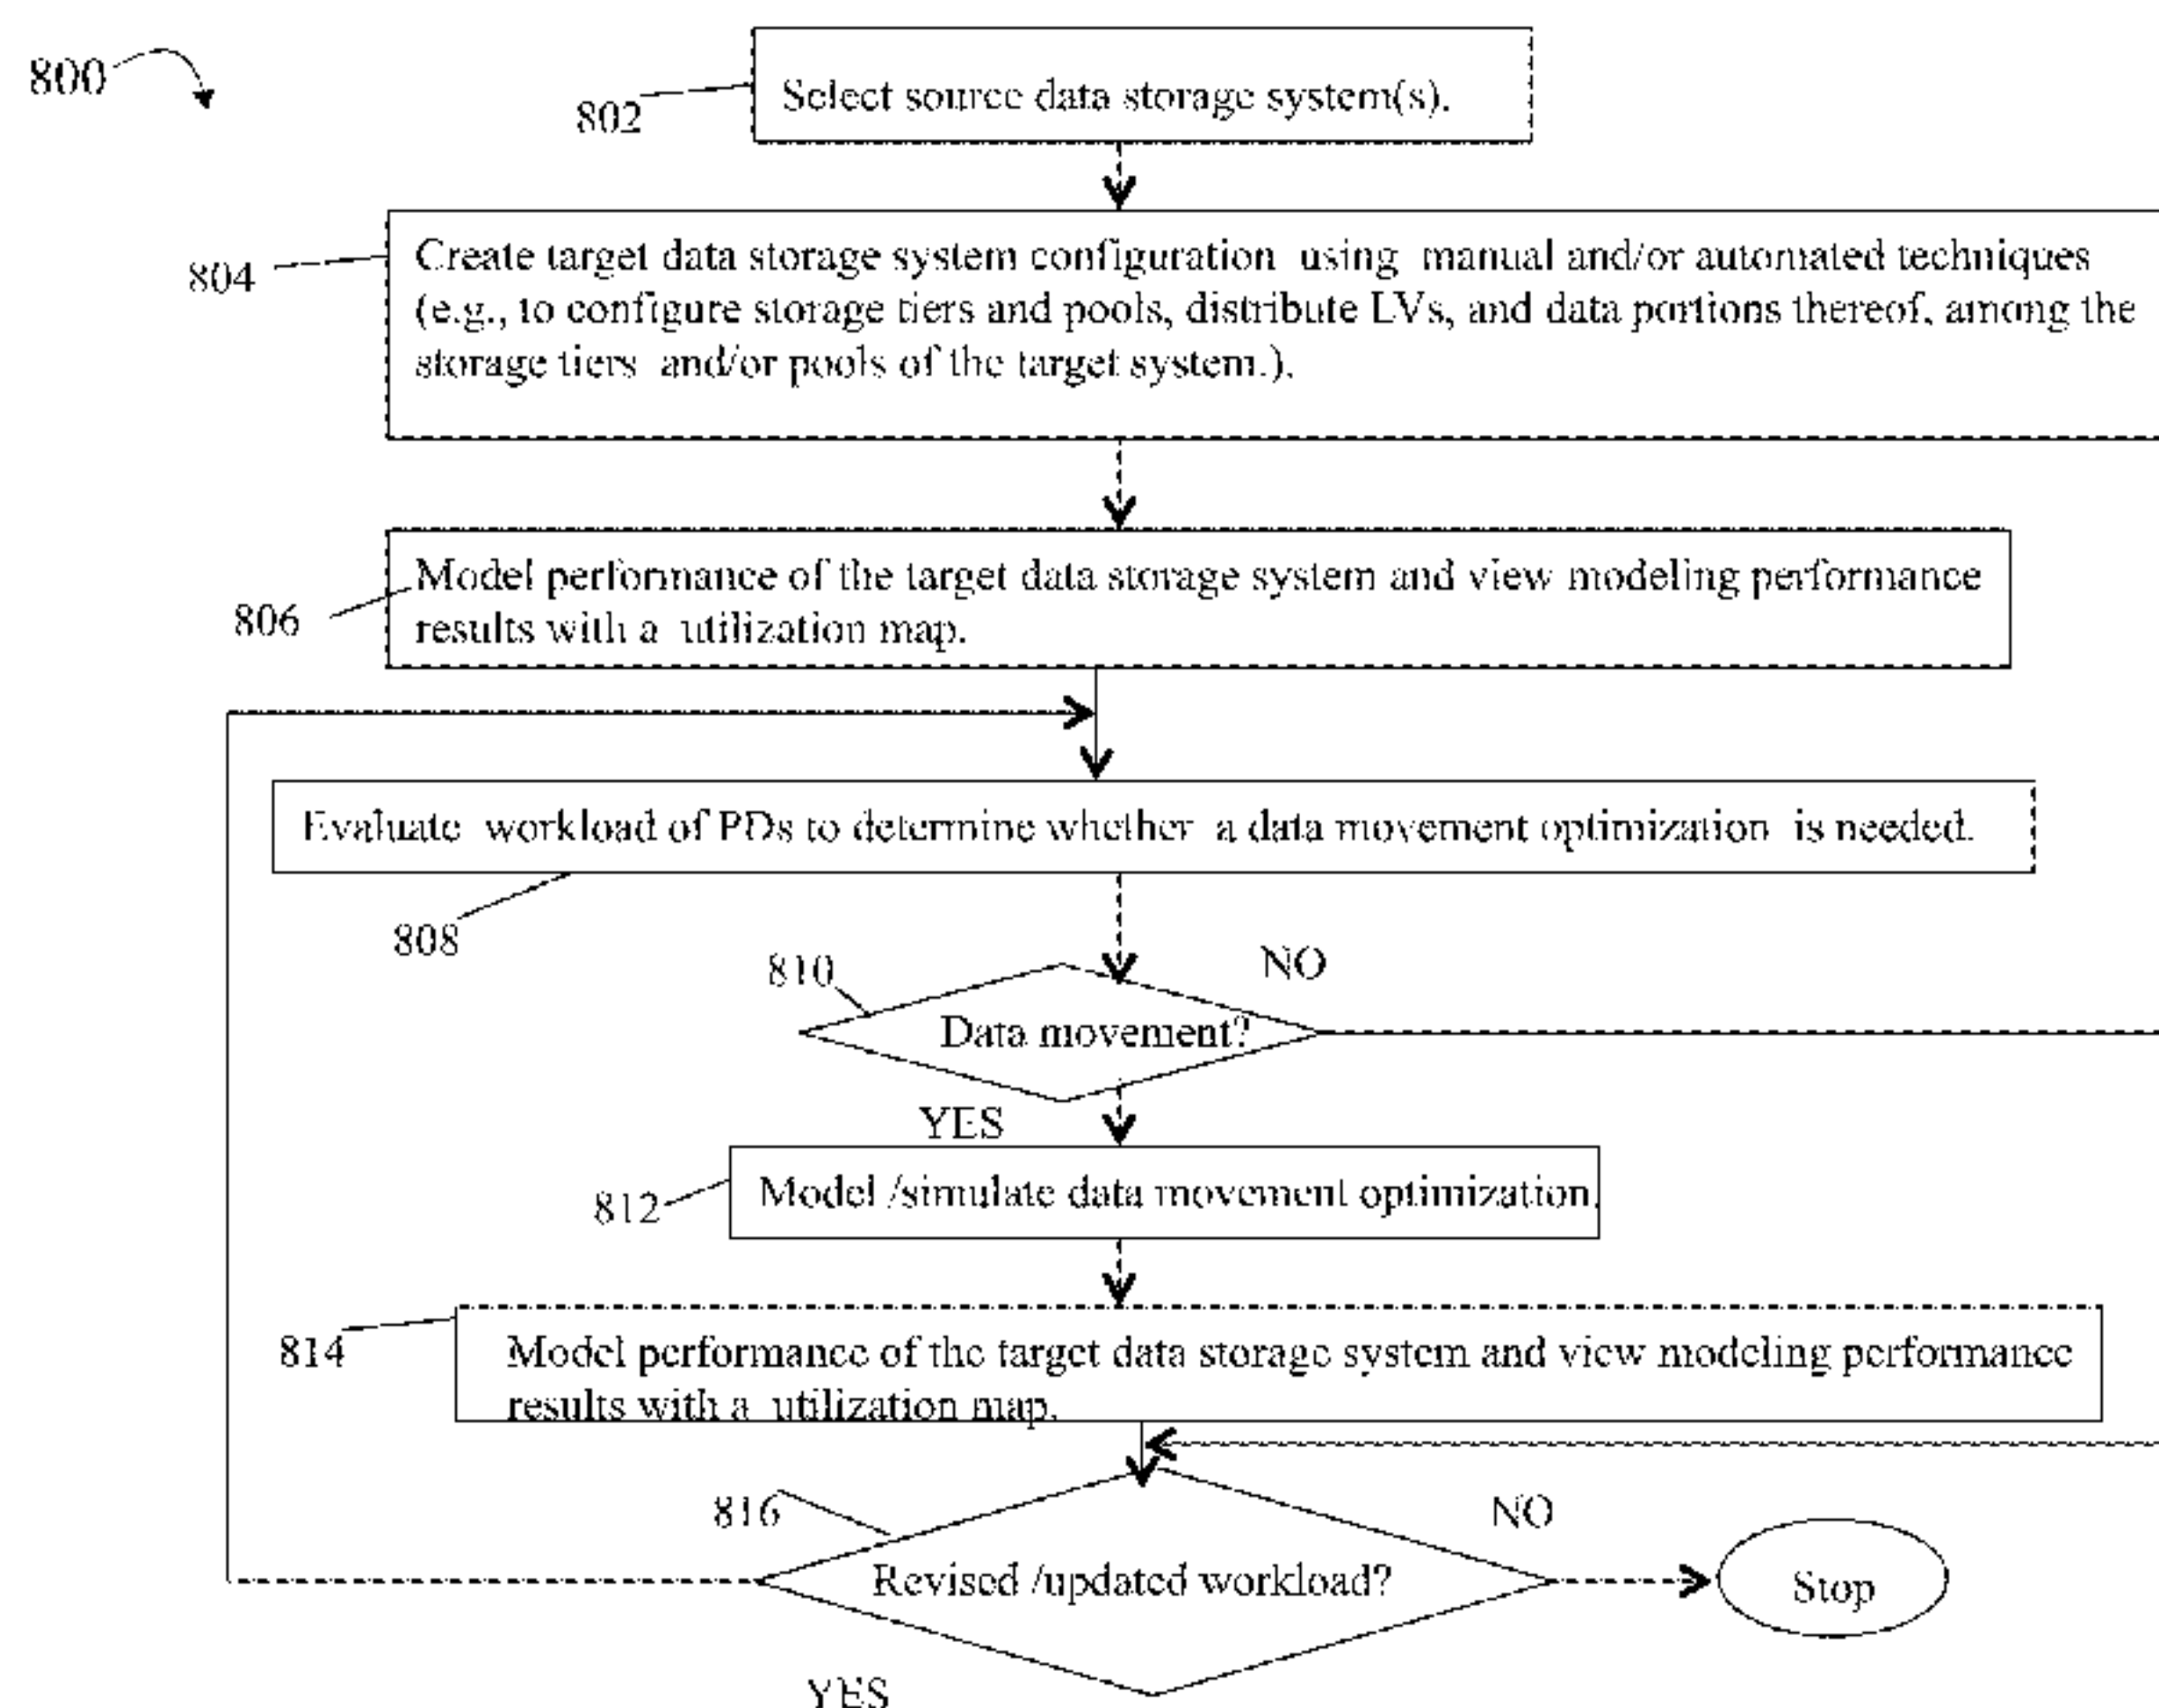 800
802
Select source data storage system(s).
804
Create target data storage system configuration using manual and/or automated techniques
(e.g., to configure storage tiers and pools, distribute LVs, and data portions thereof, among the
storage tiers and/or pools of the target system.).
806
Model performance of the target data storage system and view modeling performance
results with a utilization map.
Evaluate workload of PDs to determine whether a data movement optimization is needed.
808
810
NO
Data movement?
YES
812
Model /simulate data movement optimization.
814
Model performance of the target data storage system and view modeling performance
results with a utilization map.
816
NO
Revised /updated workload?
Stop
YES